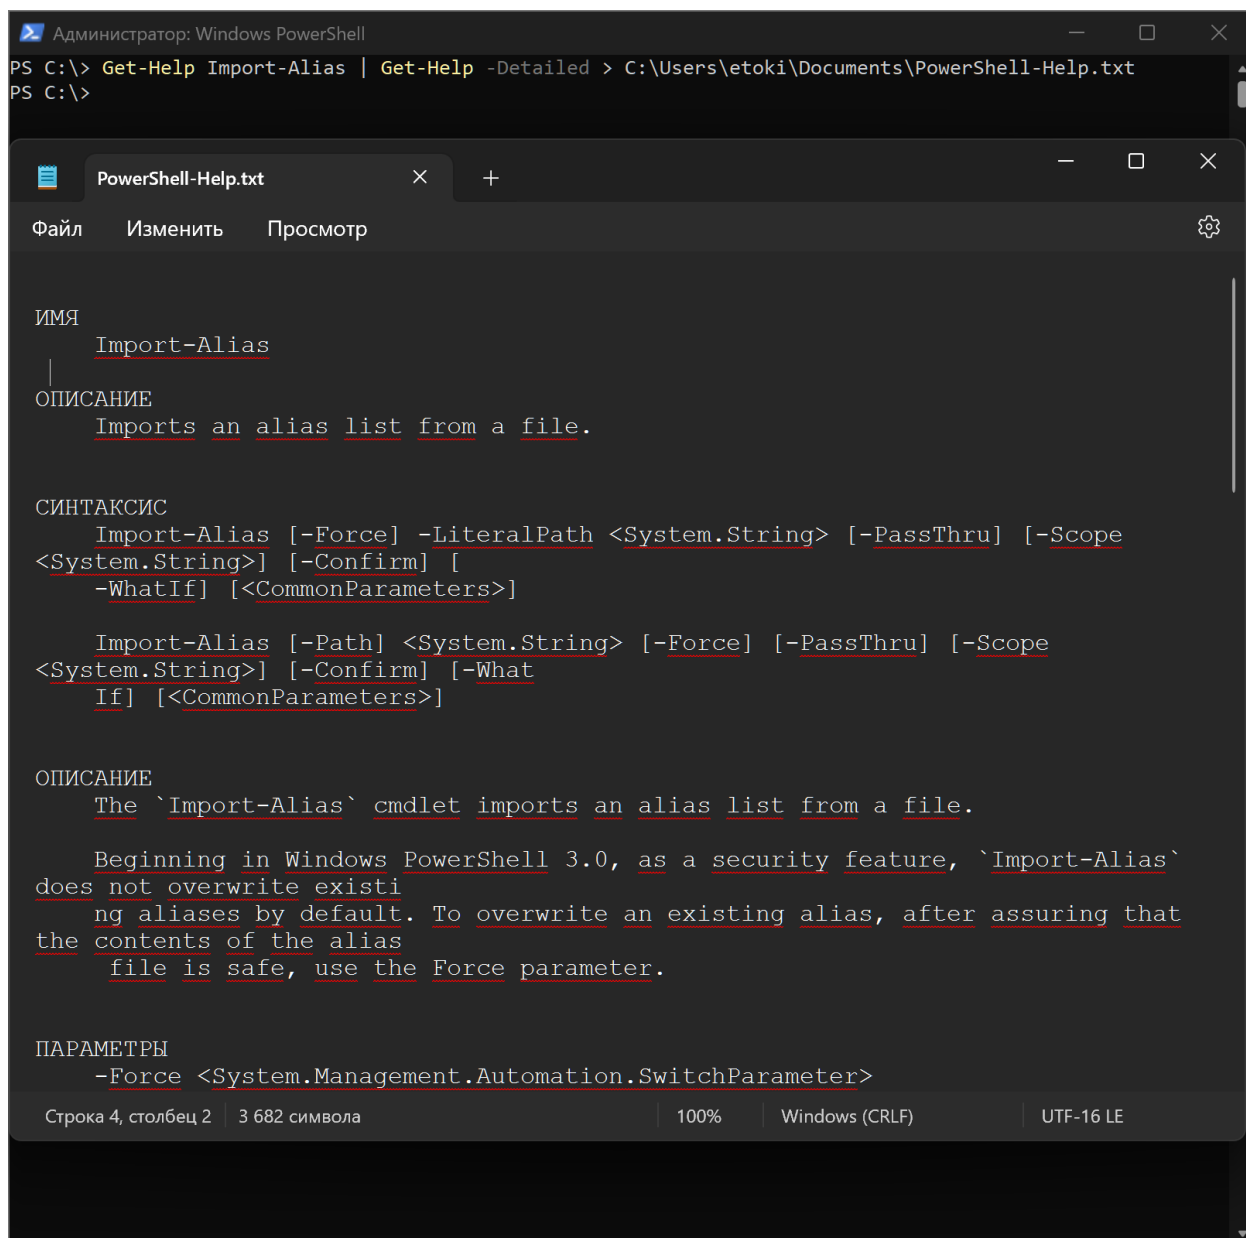 Администратор: Windows PowerShell
PS C:\> Get-Help Import-Alias | Get-Help -Detailed > C:\Users\etoki\Documents\PowerShell-Help.txt
PS C:\>
PowerShell-Help.txt
Файл Изменить Просмотр
ИМЯ
Import-Alias
ОПИСАНИЕ
Imports an alias list from a file.
СИНТАКСИС
Import-Alias [-Force] -LiteralPath <System.String> [-PassThru] [-Scope
<System.String>] [-Confirm] [
-WhatIf] [<CommonParameters>]
Import-Alias [-Path] <System.String> [-Force] [-PassThru] [-Scope
<System.String>] [-Confirm] [-What
If] [<CommonParameters>]
ОПИСАНИЕ
The `Import-Alias` cmdlet imports an alias list from a file.
Beginning in Windows PowerShell 3.0, as a security feature, `Import-Alias`
does not overwrite existi
ng aliases by default. To overwrite an existing alias, after assuring that
the contents of the alias
file is safe, use the Force parameter.
ПАРАМЕТРЫ
-Force <System.Management.Automation.SwitchParameter>
Строка 4, столбец 2 3 682 символа 100% Windows (CRLF) UTF-16 LE